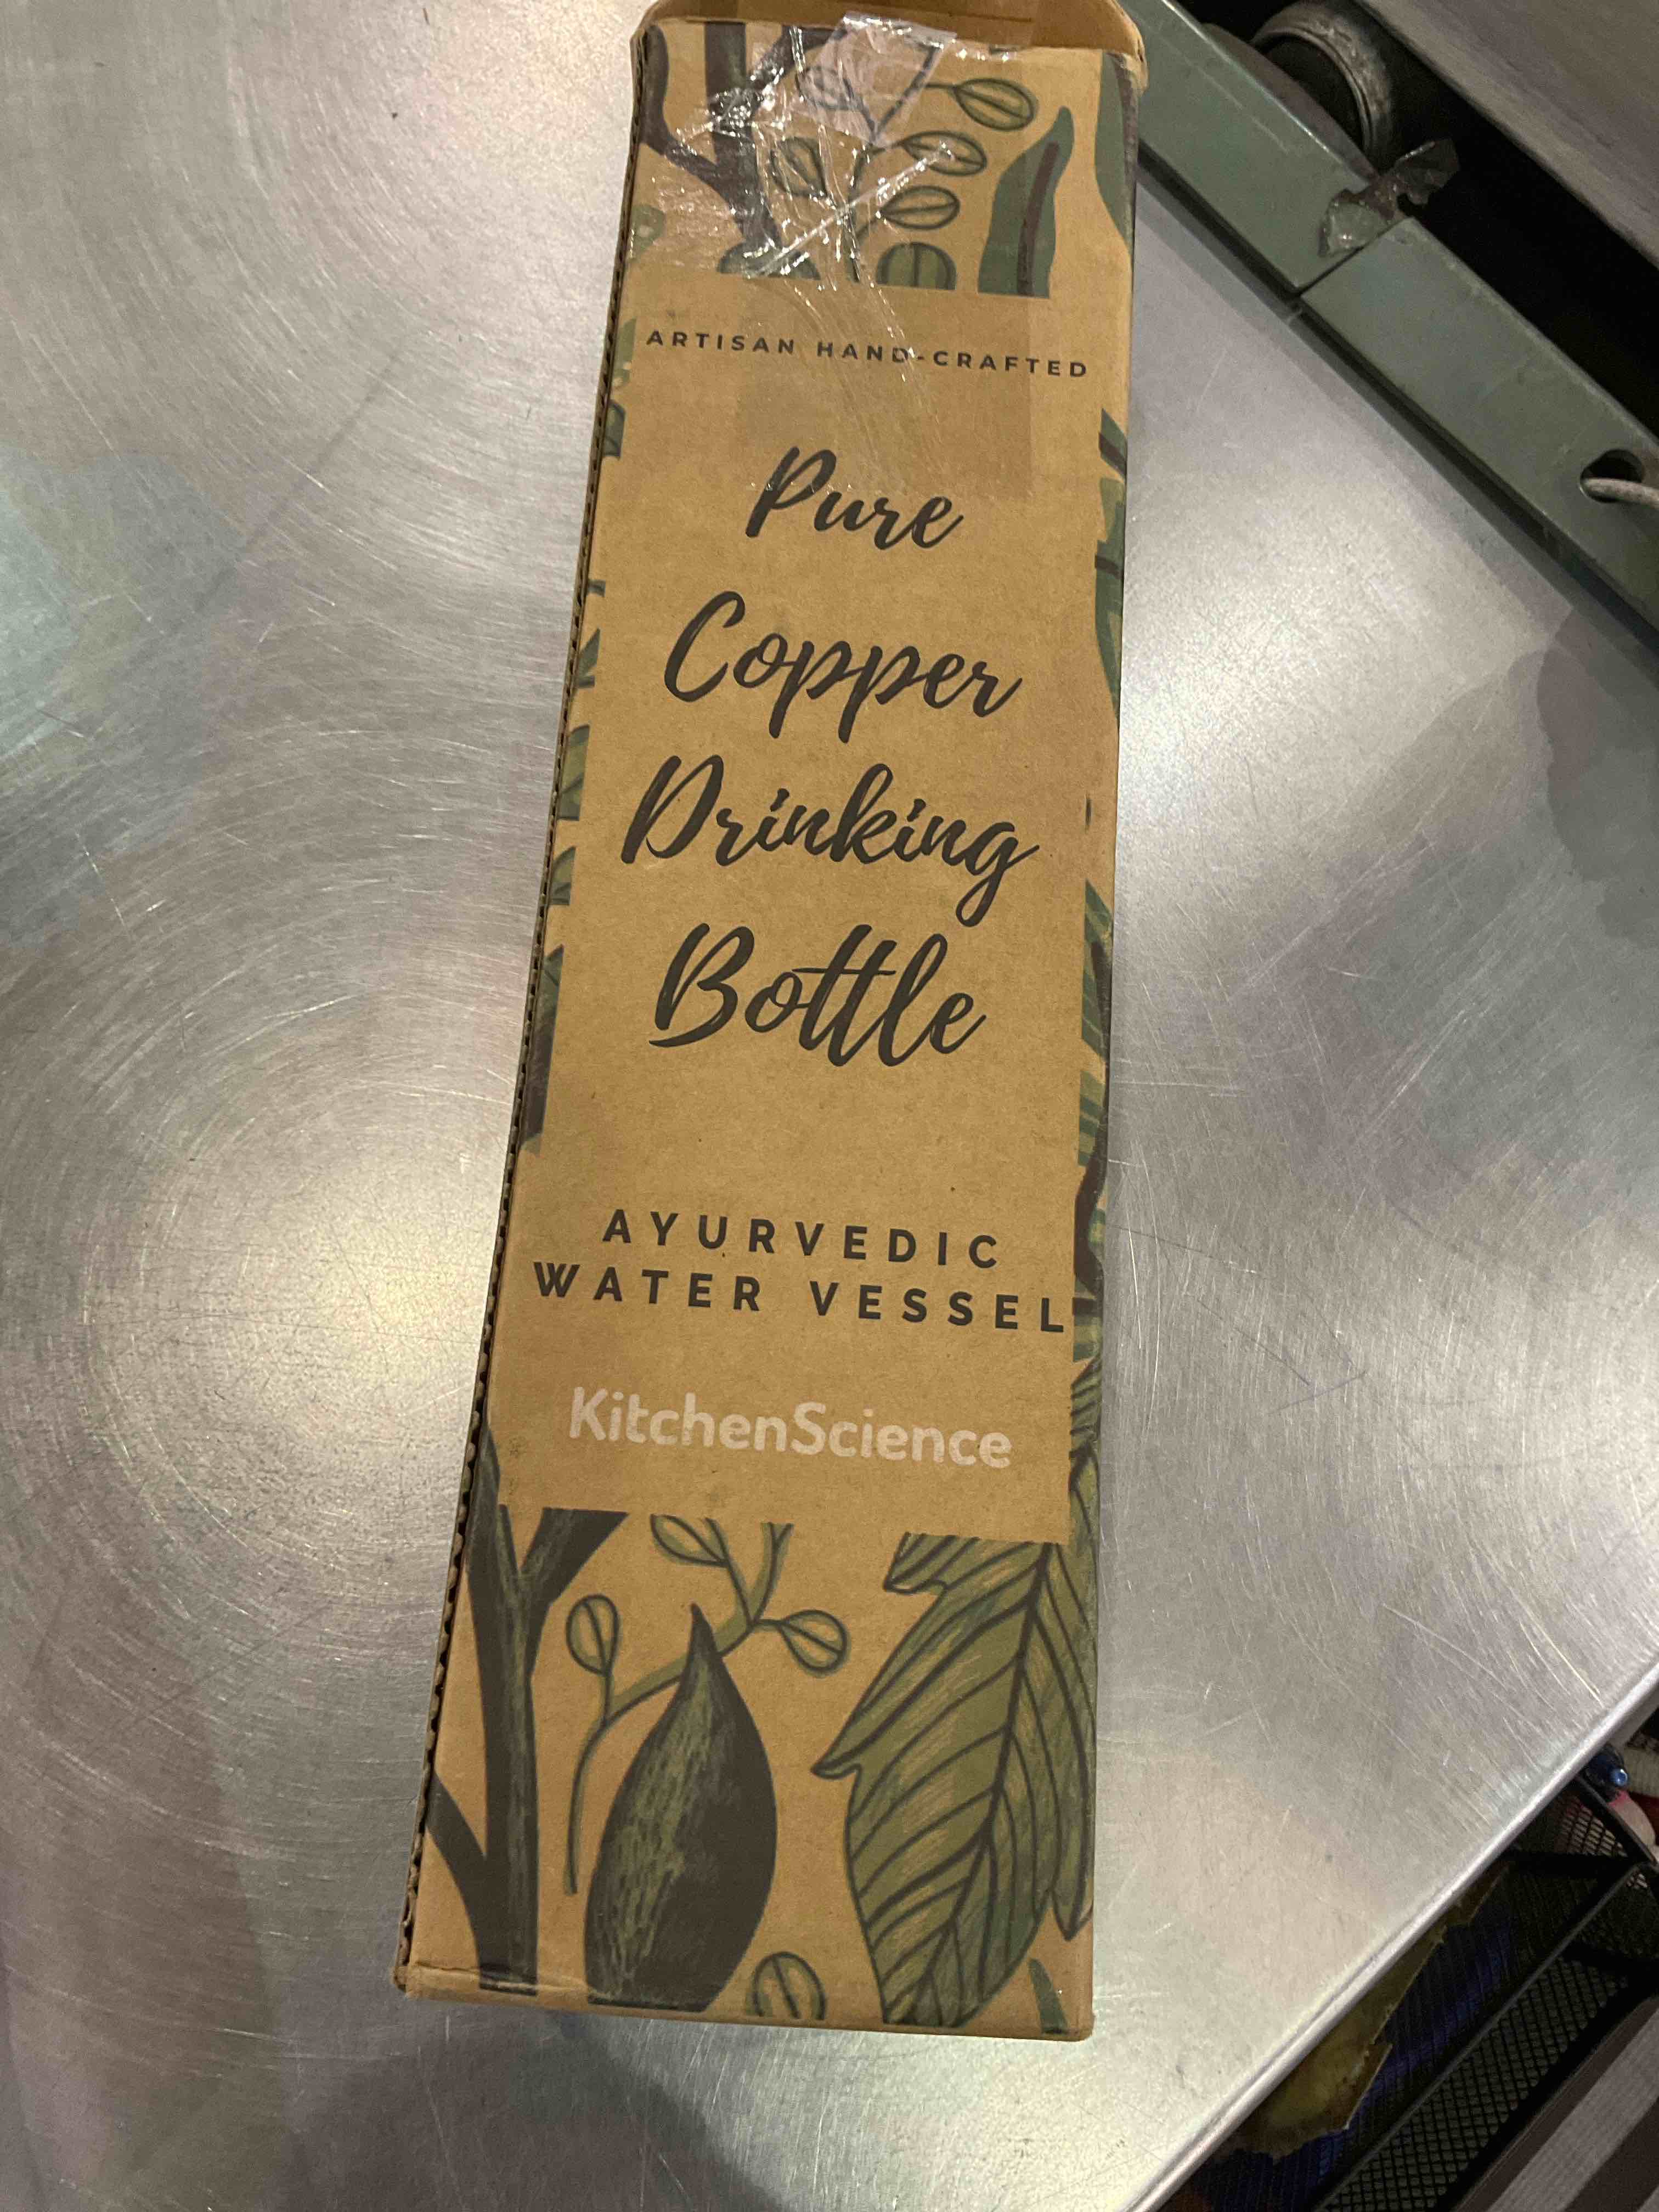 ARTISAN HAND-CRAFTED
Pure
Copper
Drinking
Bottle
AYURVEDIC
WATER VESSEL
KitchenScience